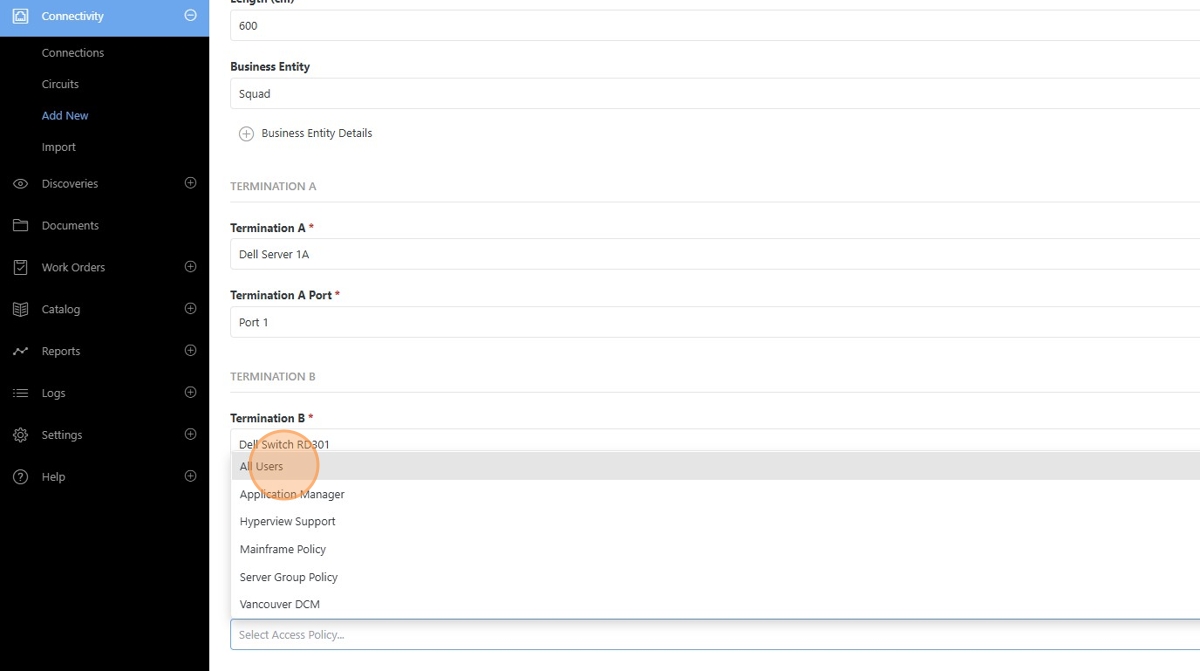 Connectivity
Connections
Circuits
Add New
Import
Discoveries
Documents
Work Orders
Catalog
Reports
Logs
Settings
Help
Length (cm)
600
Business Entity
Squad
Business Entity Details
TERMINATION A
Termination A *
Dell Server 1A
Termination A Port *
Port 1
TERMINATION B
Termination B *
Dell Switch RD301
All Users
Application Manager
Hyperview Support
Mainframe Policy
Server Group Policy
Vancouver DCM
Select Access Policy...